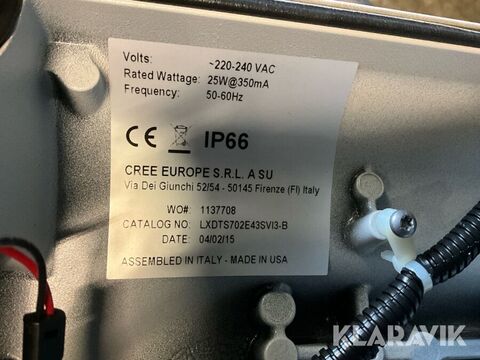 Volts: ~220-240 VAC
Rated Wattage: 25W@350mA
Frequency: 50-60Hz
CE IP66
CREE EUROPE S.R.L. A SU
Via Dei Giunchi 52/54 - 50145 Firenze (FI) Italy
WO#: 1137708
CATALOG NO: LXDTS702E43SVI3-B
DATE: 04/02/15
ASSEMBLED IN ITALY - MADE IN USA
KLARAVIK